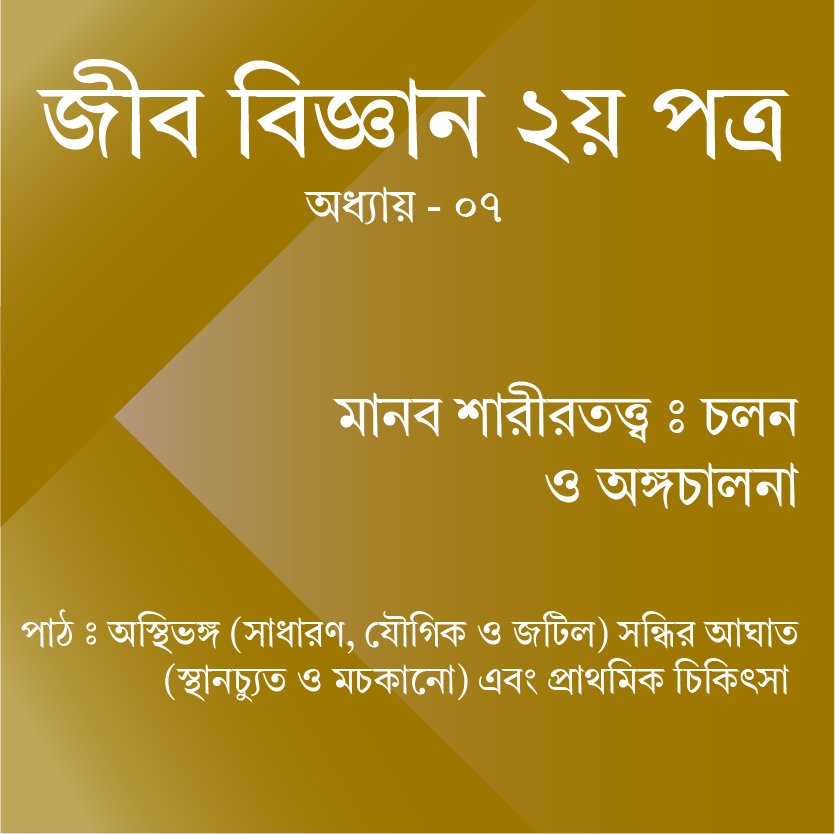 জীব বিজ্ঞান ২য় পত্র
অধ্যায় - ০৭
মানব শারীরতত্ত্ব ঃ চলন
ও অঙ্গচালনা
পাঠ ঃ অস্থিভঙ্গ (সাধারণ, যৌগিক ও জটিল) সন্ধির আঘাত
(স্থানচ্যুত ও মচকানো) এবং প্রাথমিক চিকিৎসা